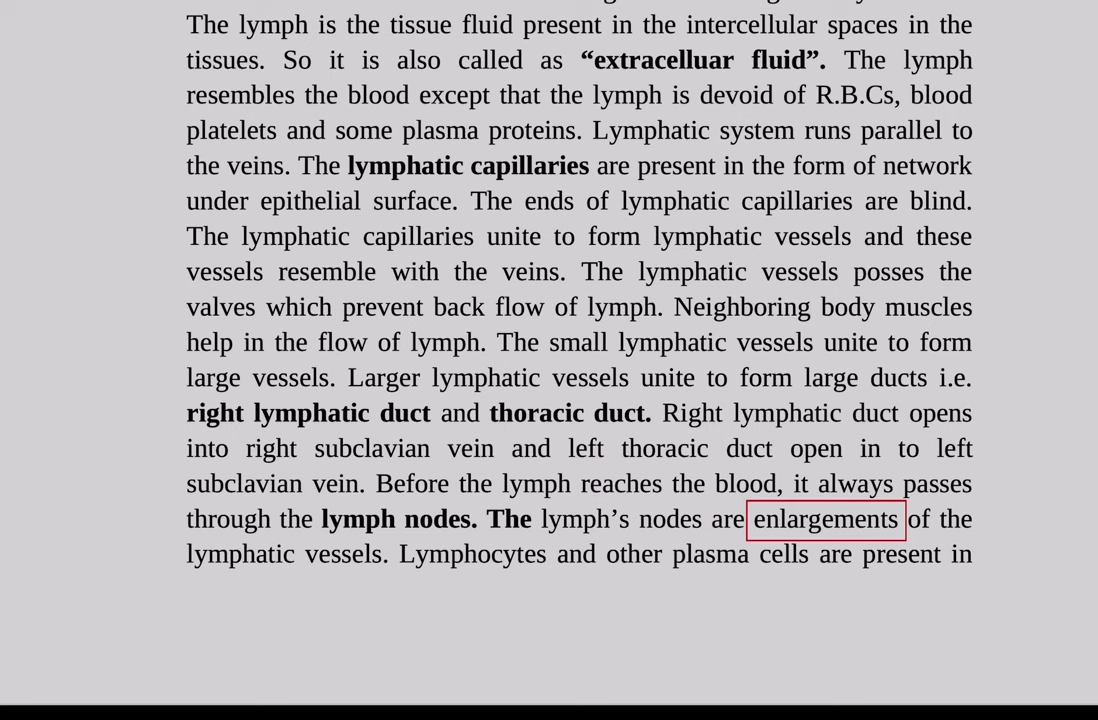 The lymph is the tissue fluid present in the intercellular spaces in the
tissues. So it is also called as “extracelluar fluid”. The lymph
resembles the blood except that the lymph is devoid of R.B.Cs, blood
platelets and some plasma proteins. Lymphatic system runs parallel to
the veins. The lymphatic capillaries are present in the form of network
under epithelial surface. The ends of lymphatic capillaries are blind.
The lymphatic capillaries unite to form lymphatic vessels and these
vessels resemble with the veins. The lymphatic vessels posses the
valves which prevent back flow of lymph. Neighboring body muscles
help in the flow of lymph. The small lymphatic vessels unite to form
large vessels. Larger lymphatic vessels unite to form large ducts i.e.
right lymphatic duct and thoracic duct. Right lymphatic duct opens
into right subclavian vein and left thoracic duct open in to left
subclavian vein. Before the lymph reaches the blood, it always passes
through the lymph nodes. The lymph’s nodes are enlargements of the
lymphatic vessels. Lymphocytes and other plasma cells are present in